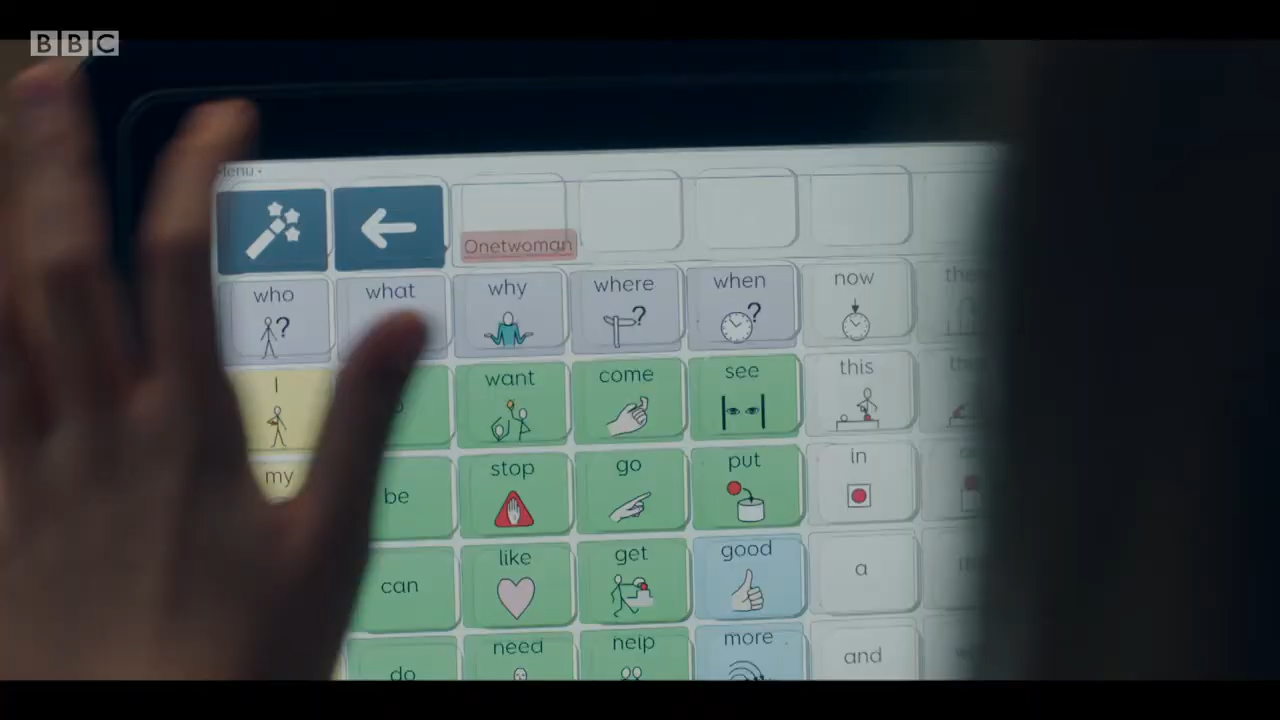 BBC
Menu
Onetwoman
who what why where when now
I want come see this
my stop go put in
be
like get good a
can
need help more and
do